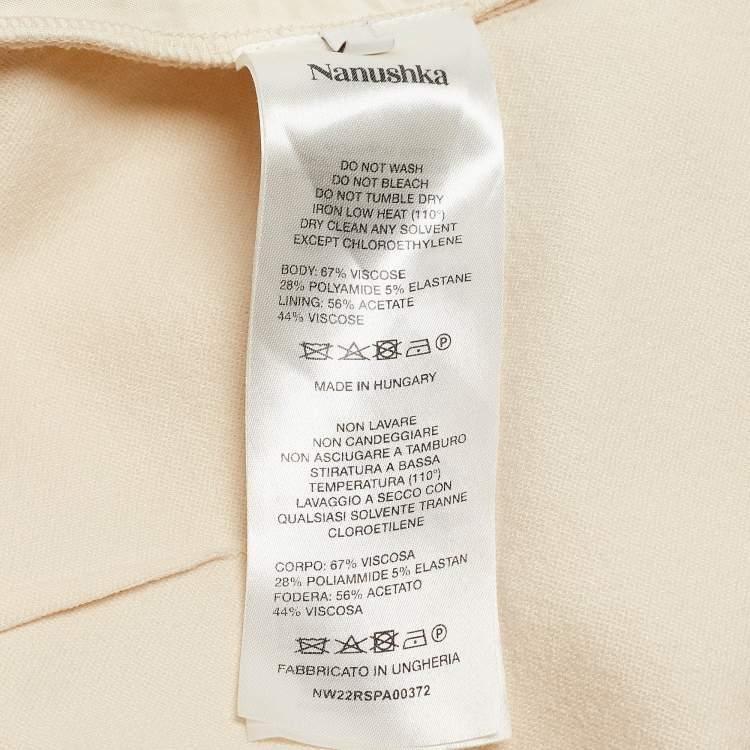 Nanushka
DO NOT WASH
DO NOT BLEACH
DO NOT TUMBLE DRY
IRON LOW HEAT (110°)
DRY CLEAN ANY SOLVENT
EXCEPT CHLOROETHYLENE
BODY: 67% VISCOSE
28% POLYAMIDE 5% ELASTANE
LINING: 56% ACETATE
44% VISCOSE
P
MADE IN HUNGARY
NON LAVARE
NON CANDEGGIARE
NON ASCIUGARE A TAMBURO
STIRATURA A BASSA
TEMPERATURA (110°)
LAVAGGIO A SECCO CON
QUALSIASI SOLVENTE TRANNE
CLOROETILENE
CORPO: 67% VISCOSA
28% POLIAMMIDE 5% ELASTAN
FODERA: 56% ACETATO
44% VISCOSA
P
FABBRICATO IN UNGHERIA
NW22RSPA00372